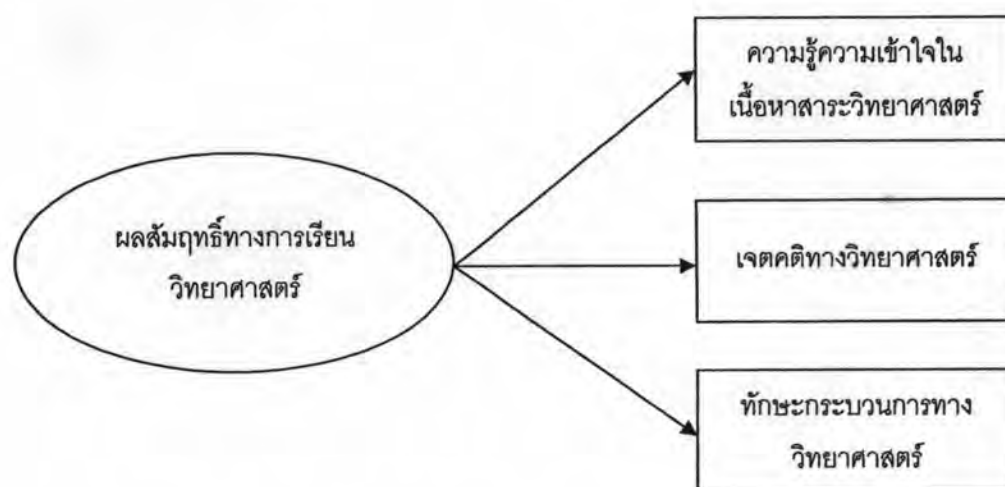 ความรู้ความเข้าใจใน
เนื้อหาสาระวิทยาศาสตร์
ผลสัมฤทธิ์ทางการเรียน
วิทยาศาสตร์
เจตคติทางวิทยาศาสตร์
ทักษะกระบวนการทาง
วิทยาศาสตร์